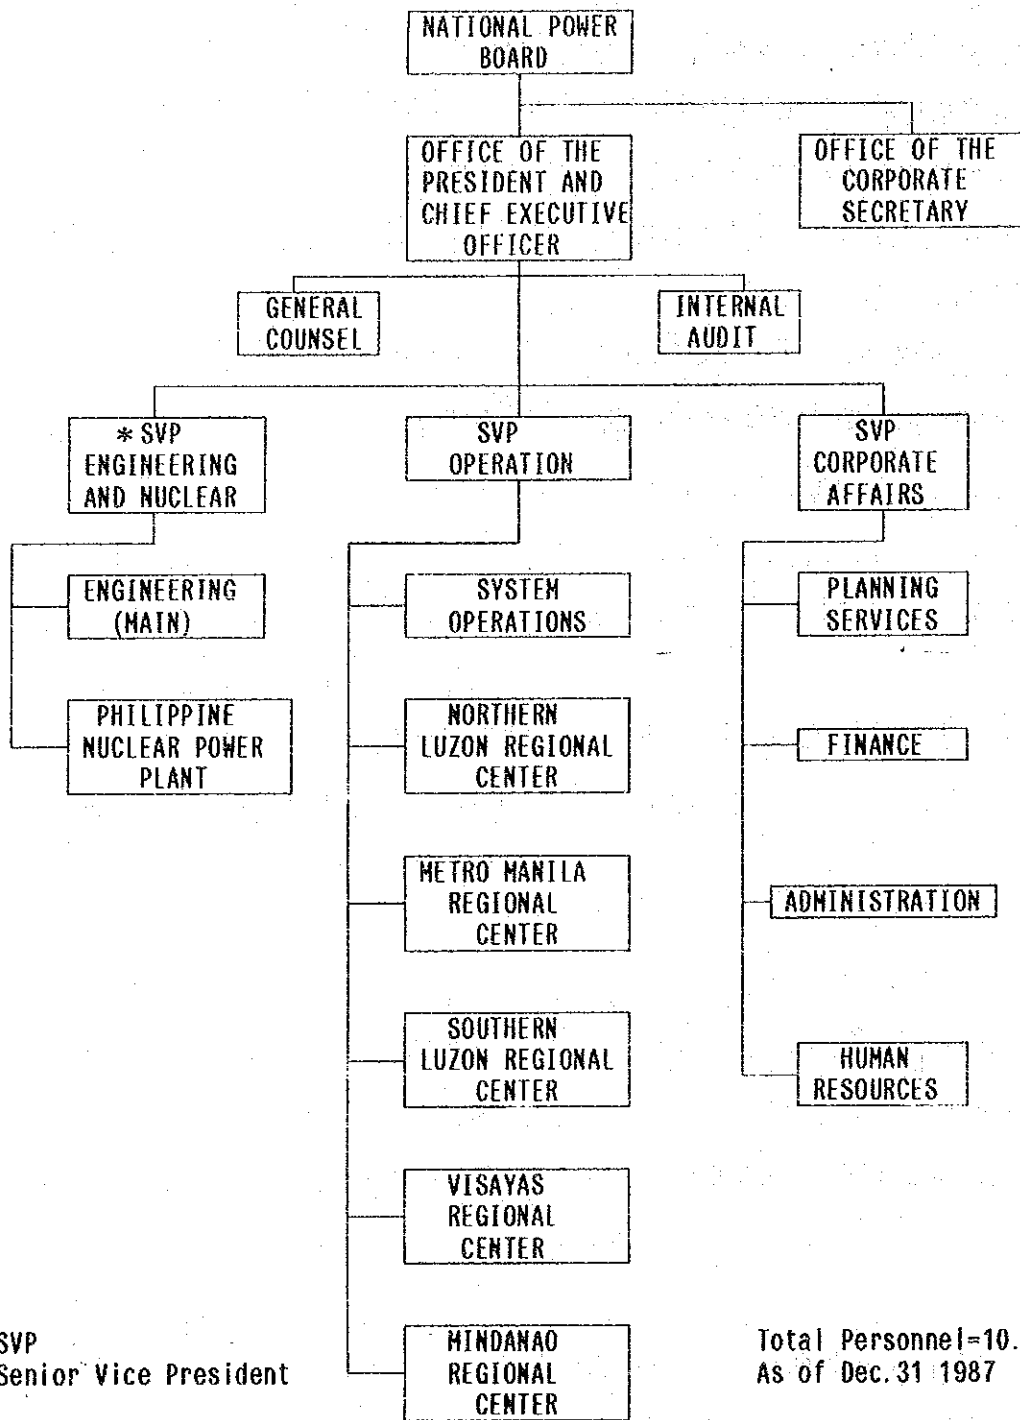 NATIONAL POWER
BOARD
OFFICE OF THE
PRESIDENT AND
CHIEF EXECUTIVE
OFFICER
OFFICE OF THE
CORPORATE
SECRETARY
GENERAL
COUNSEL
INTERNAL
AUDIT
* SVP
ENGINEERING
AND NUCLEAR
SVP
OPERATION
SVP
CORPORATE
AFFAIRS
ENGINEERING
(MAIN)
PHILIPPINE
NUCLEAR POWER
PLANT
SYSTEM
OPERATIONS
NORTHERN
LUZON REGIONAL
CENTER
METRO MANILA
REGIONAL
CENTER
SOUTHERN
LUZON REGIONAL
CENTER
VISAYAS
REGIONAL
CENTER
MINDANAO
REGIONAL
CENTER
PLANNING
SERVICES
FINANCE
ADMINISTRATION
HUMAN
RESOURCES
SVP
Senior Vice President
Total Personnel=10.
As of Dec.31 1987